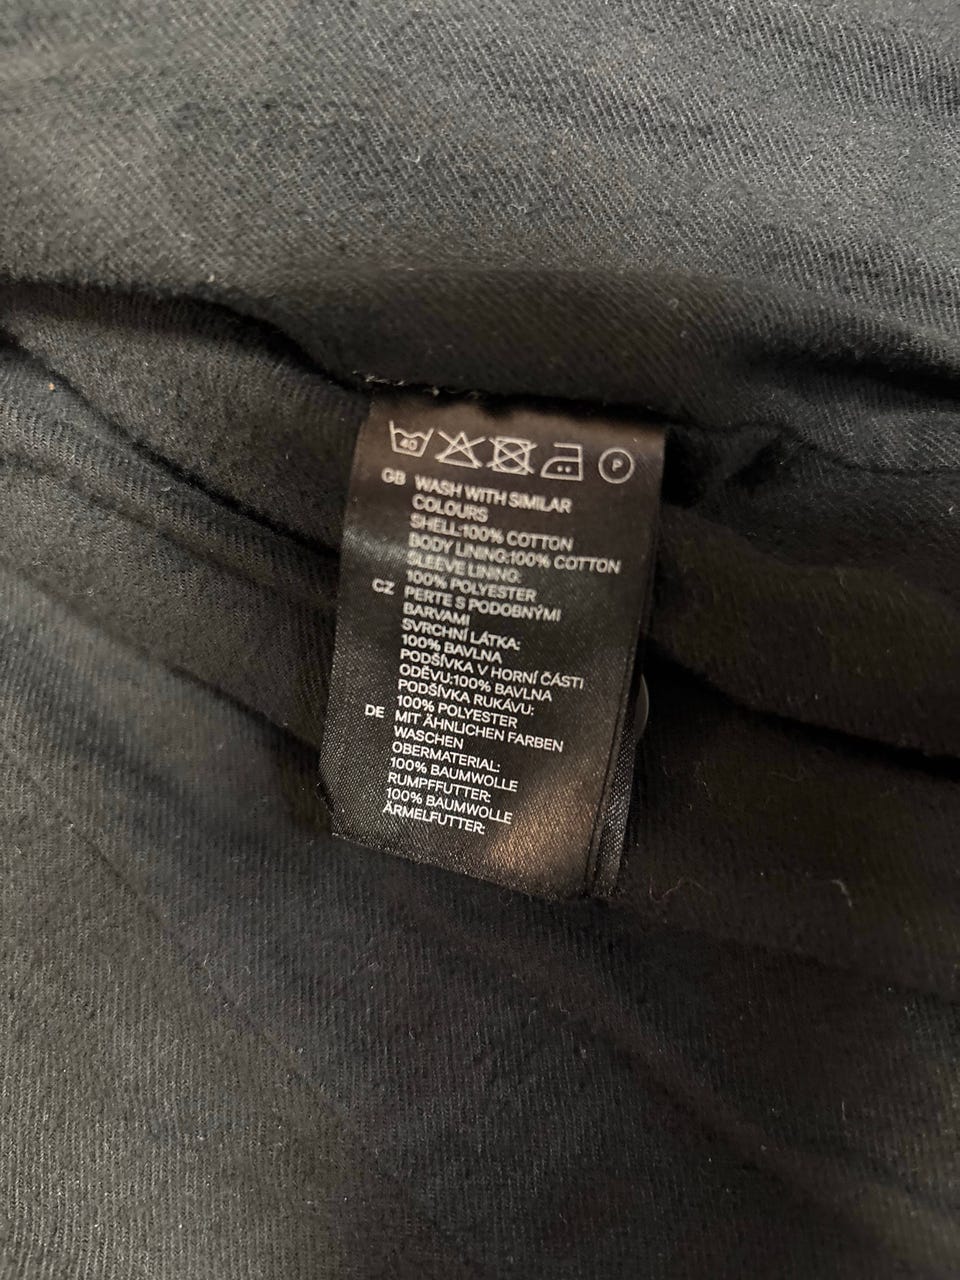 40
P
GB WASH WITH SIMILAR
COLOURS
SHELL:100% COTTON
BODY LINING:100% COTTON
SLEEVE LINING:
100% POLYESTER
CZ PERTE S PODOBNÝMI
BARVAMI
SVRCHNÍ LÁTKA:
100% BAVLNA
PODŠÍVKA V HORNÍ ČÁSTI
ODĚVU:100% BAVLNA
PODŠÍVKA RUKÁVU:
100% POLYESTER
DE MIT ÄHNLICHEN FARBEN
WASCHEN
OBERMATERIAL:
100% BAUMWOLLE
RUMPFFUTTER:
100% BAUMWOLLE
ÄRMELFUTTER: